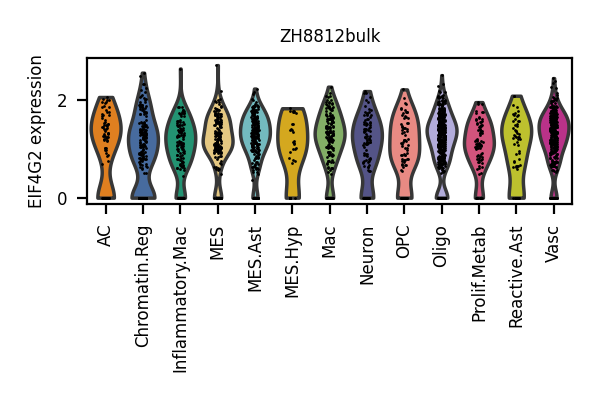 ZH8812bulk
EIF4G2 expression
2
0
AC
Chromatin.Reg
Inflammatory.Mac
MES
MES.Ast
MES.Hyp
Mac
Neuron
OPC
Oligo
Prolif.Metab
Reactive.Ast
Vasc